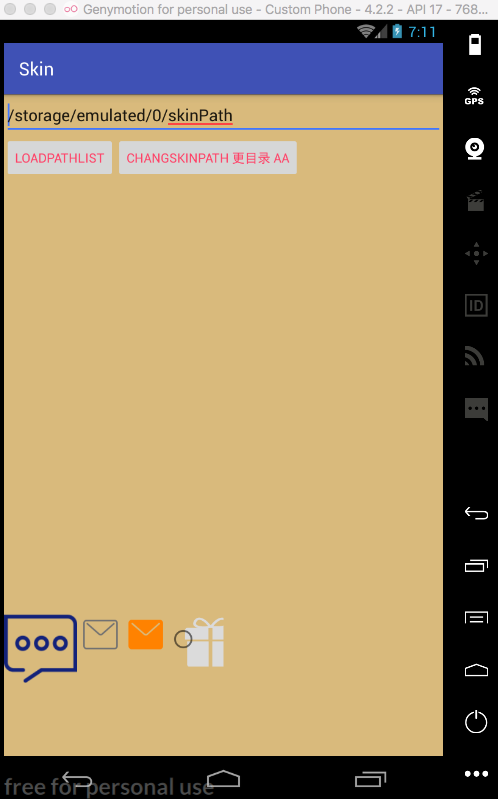 Genymotion for personal use - Custom Phone - 4.2.2 - API 17 - 768...
7:11
Skin
/storage/emulated/0/skinPath
LOADPATHLIST
CHANGSKINPATH 更目录 AA
GPS
ID
free for personal use